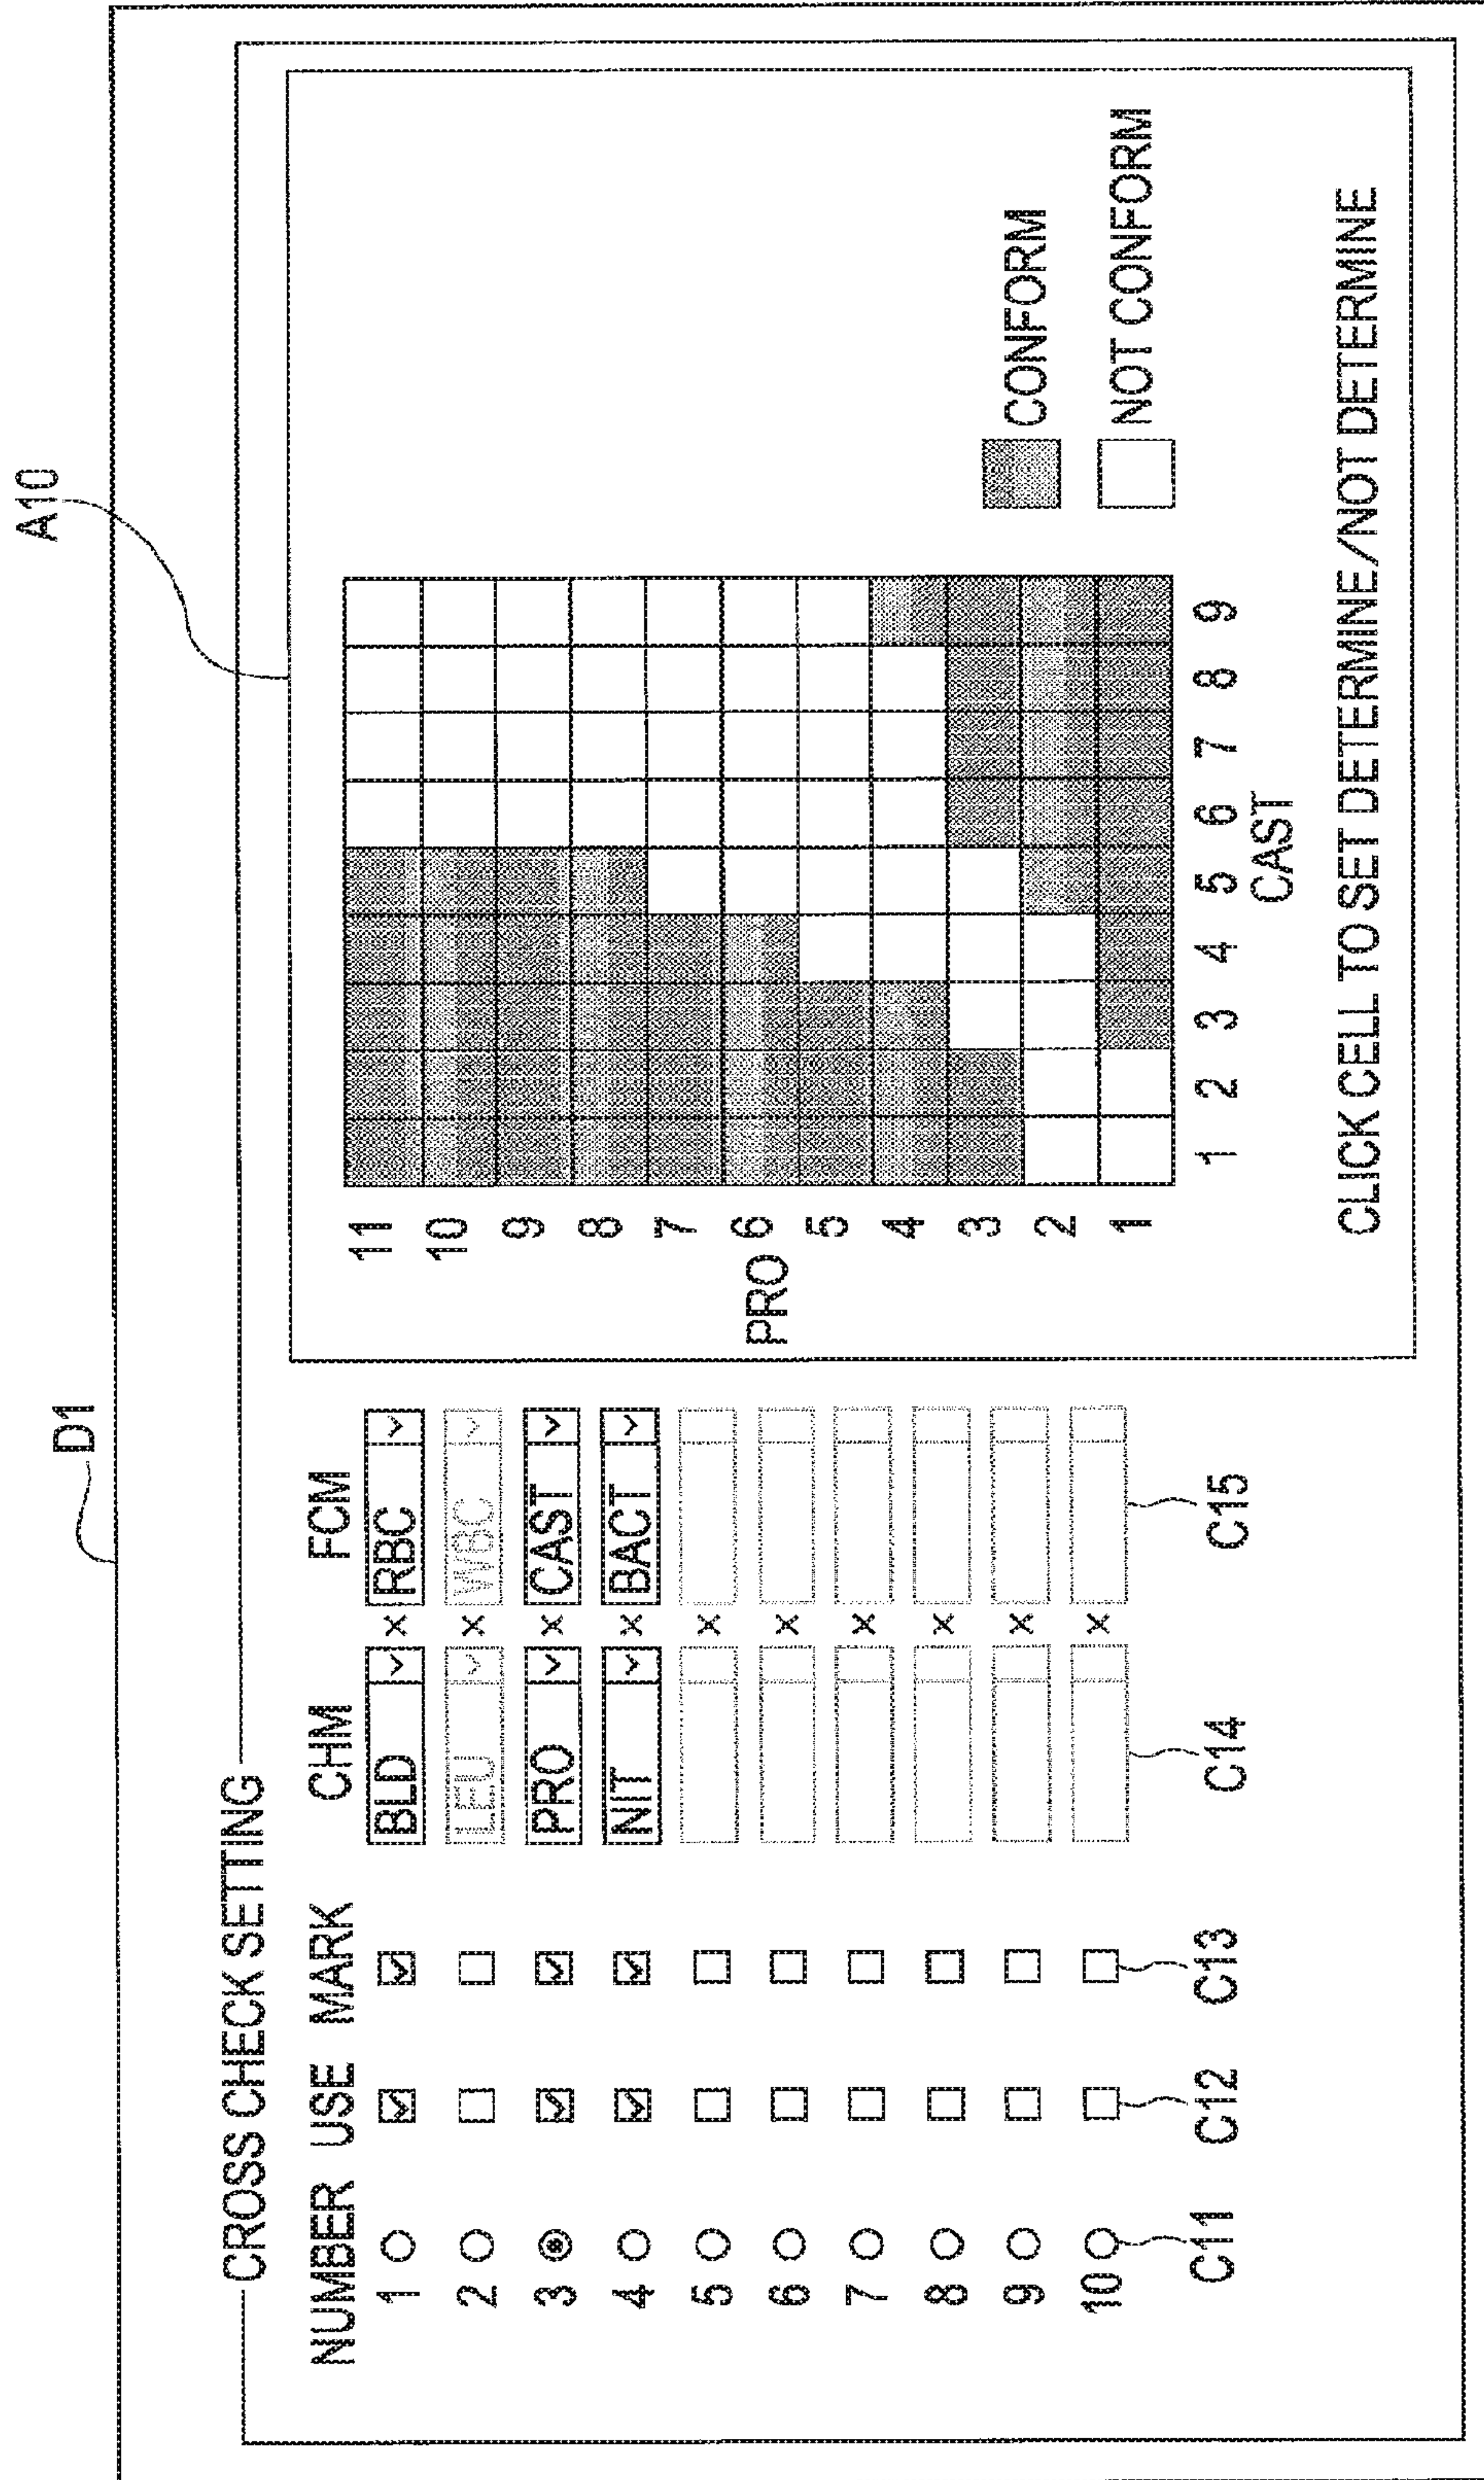 D1
A10
CROSS CHECK SETTING
NUMBER USE MARK CHM FCM
1 BLD × RBC
2 LEU × WBC
3 PRO × CAST
4 NIT × BACT
5 ×
6 ×
7 ×
8 ×
9 ×
10 ×
C11 C12 C13 C14 C15
PRO
11
10
9
8
7
6
5
4
3
2
1
1 2 3 4 5 6 7 8 9
CAST
CONFORM
NOT CONFORM
CLICK CELL TO SET DETERMINE/NOT DETERMINE